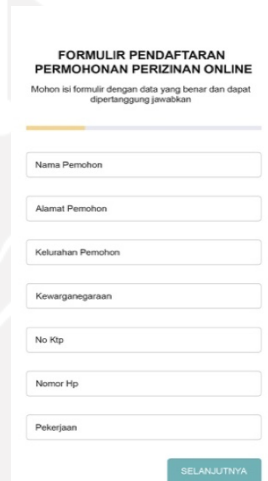 FORMULIR PENDAFTARAN
PERMOHONAN PERIZINAN ONLINE
Mohon isi formulir dengan data yang benar dan dapat
dipertanggung jawabkan
Nama Pemohon
Alamat Pemohon
Kelurahan Pemohon
Kewarganegaraan
No Ktp
Nomor Hp
Pekerjaan
SELANJUTNYA